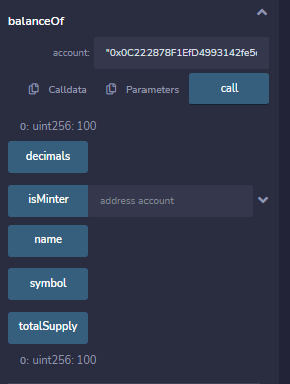 balanceOf
account: "0x0C222878F1EfD4993142fe5
Calldata Parameters call
0: uint256: 100
decimals
isMinter address account
name
symbol
totalSupply
0: uint256: 100